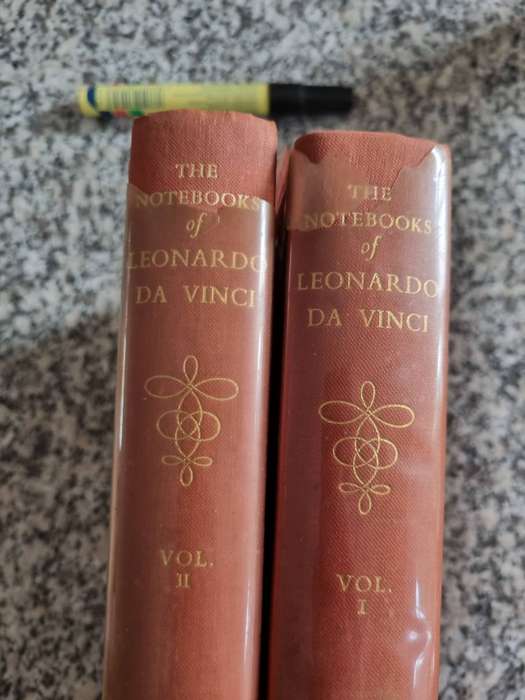 THE
NOTEBOOKS
of
LEONARDO
DA VINCI
VOL.
II
THE
NOTEBOOKS
of
LEONARDO
DA VINCI
VOL.
I